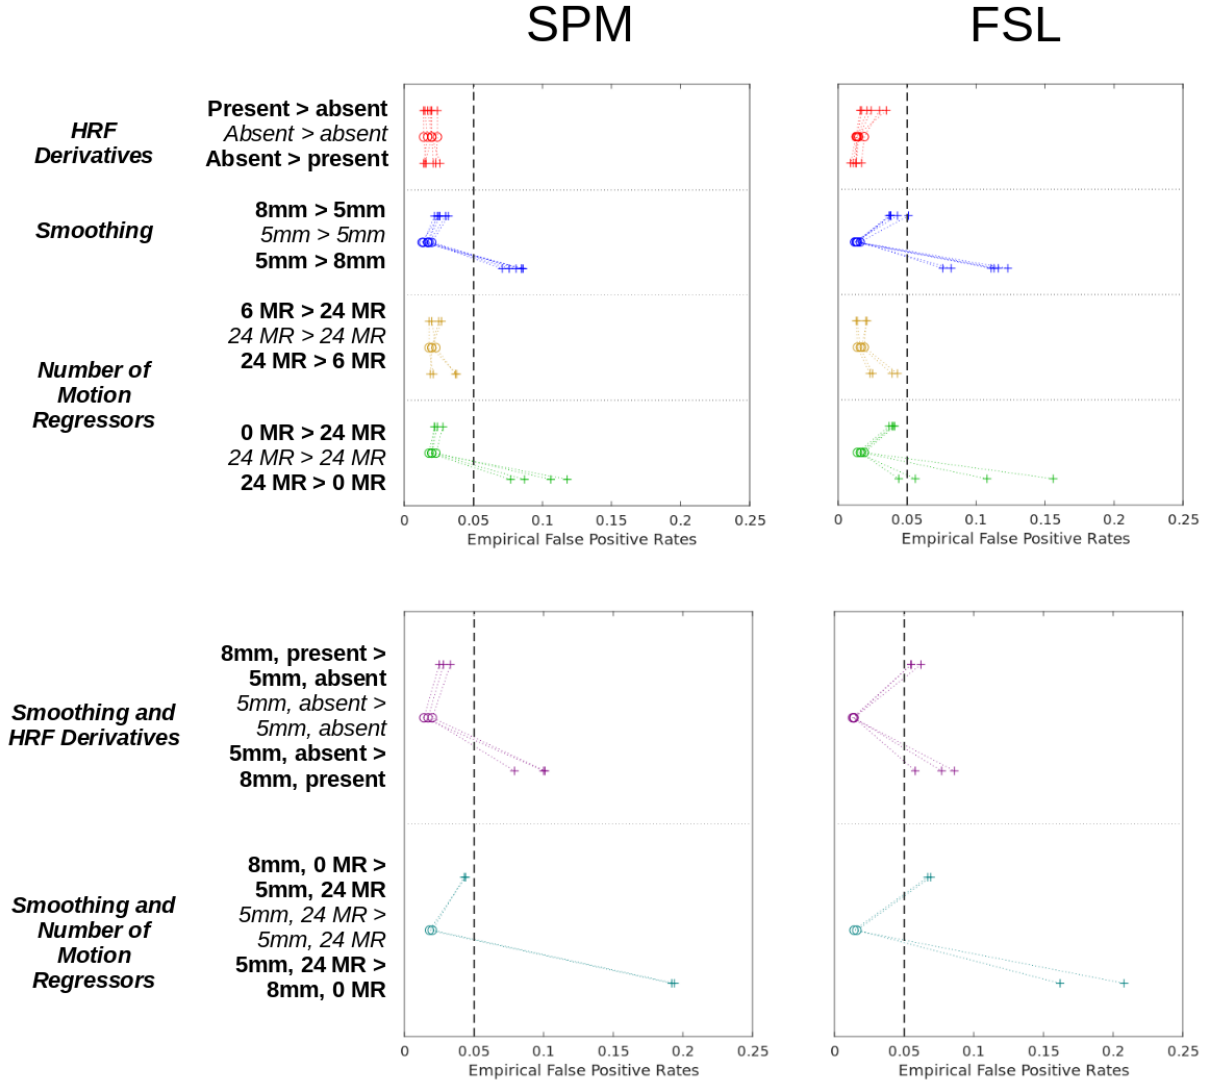 SPM
FSL
HRF
Derivatives
Present > absent
Absent > absent
Absent > present
Smoothing
8mm > 5mm
5mm > 5mm
5mm > 8mm
Number of
Motion
Regressors
6 MR > 24 MR
24 MR > 24 MR
24 MR > 6 MR
0 MR > 24 MR
24 MR > 24 MR
24 MR > 0 MR
0 0.05 0.1 0.15 0.2 0.25
Empirical False Positive Rates
0 0.05 0.1 0.15 0.2 0.25
Empirical False Positive Rates
Smoothing and
HRF Derivatives
8mm, present >
5mm, absent
5mm, absent >
5mm, absent
5mm, absent >
8mm, present
Smoothing and
Number of
Motion
Regressors
8mm, 0 MR >
5mm, 24 MR
5mm, 24 MR >
5mm, 24 MR
5mm, 24 MR >
8mm, 0 MR
0 0.05 0.1 0.15 0.2 0.25
Empirical False Positive Rates
0 0.05 0.1 0.15 0.2 0.25
Empirical False Positive Rates